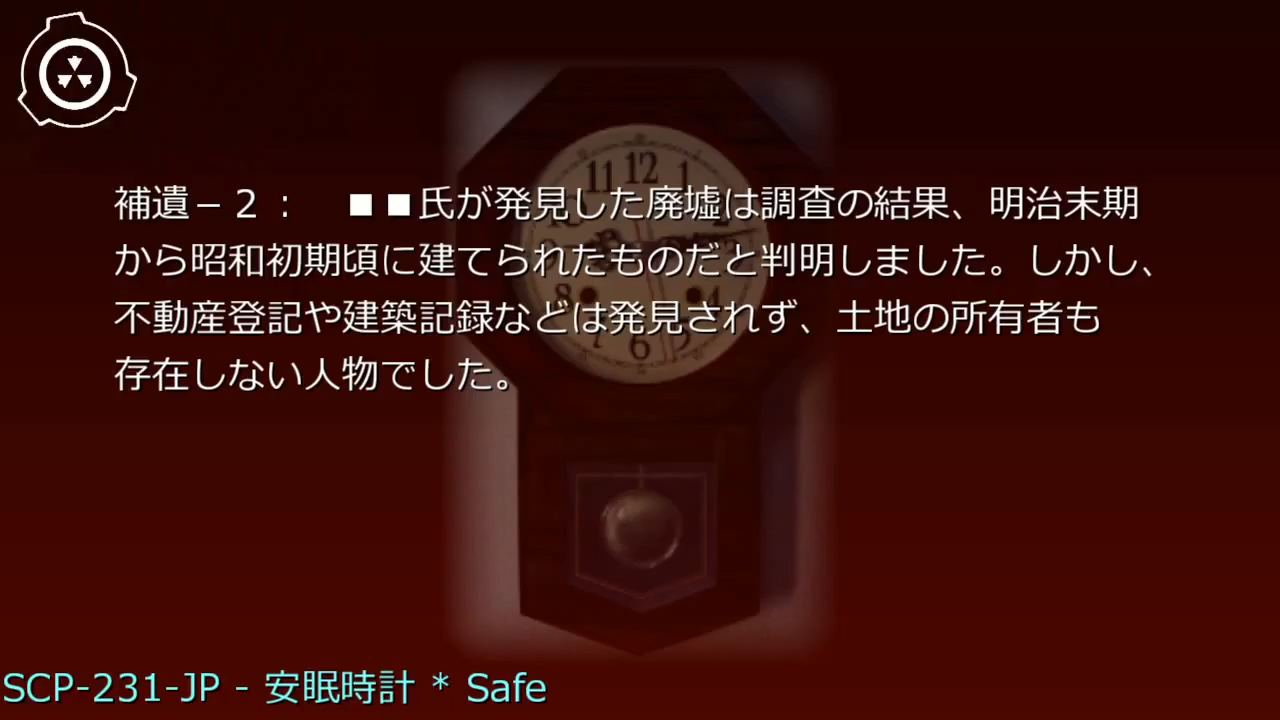 補遺－２： ■■氏が発見した廃墟は調査の結果、明治末期
から昭和初期頃に建てられたものだと判明しました。しかし、
不動産登記や建築記録などは発見されず、土地の所有者も
存在しない人物でした。
SCP-231-JP - 安眠時計 * Safe